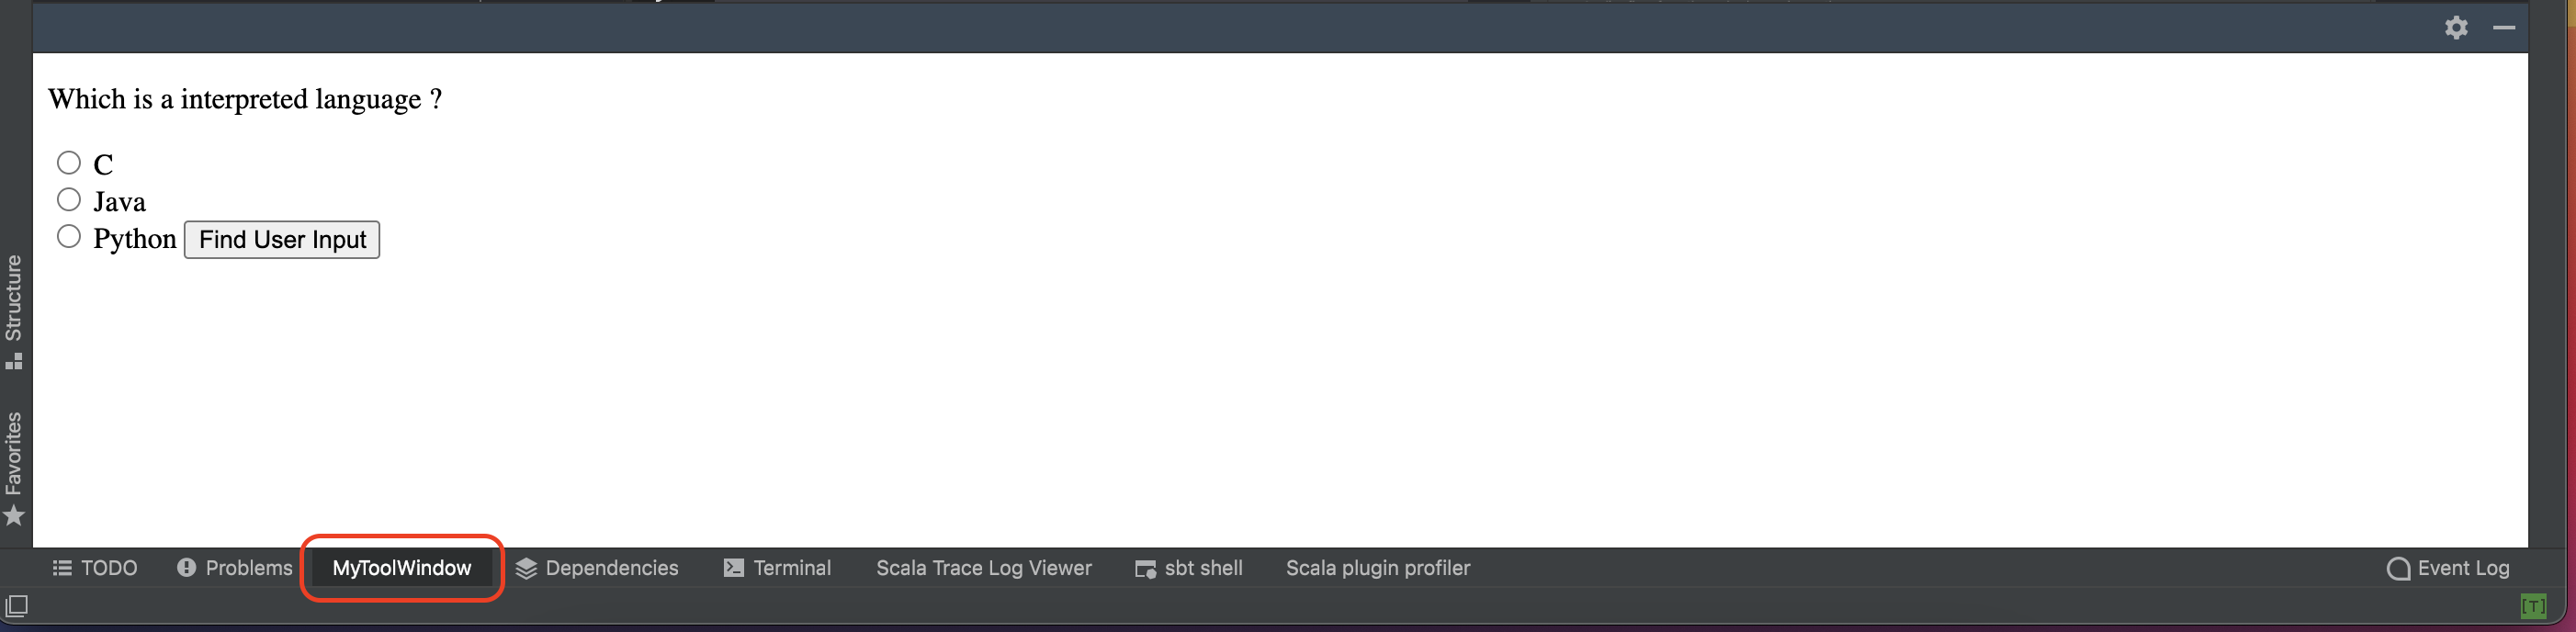 Which is a interpreted language ?
C
Java
Python Find User Input
Structure
Favorites
TODO Problems MyToolWindow Dependencies Terminal Scala Trace Log Viewer sbt shell Scala plugin profiler Event Log
[T]